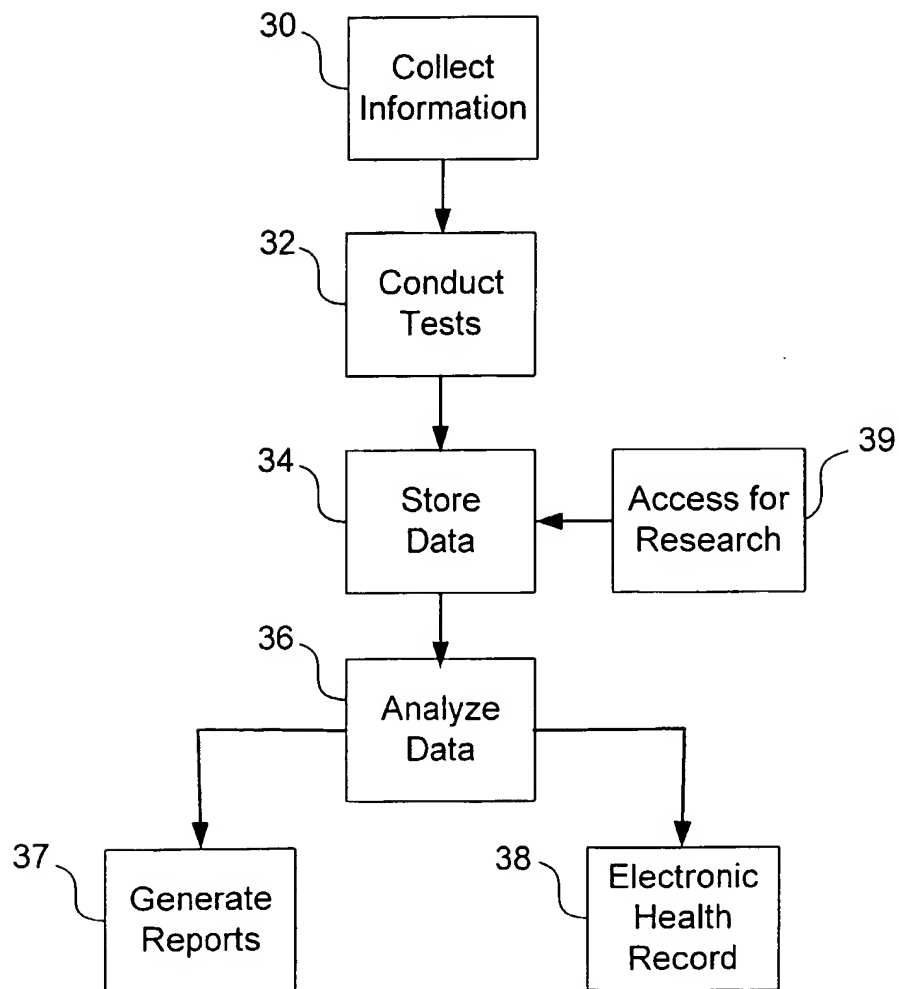 30
Collect
Information
32
Conduct
Tests
34
Store
Data
39
Access for
Research
36
Analyze
Data
37
Generate
Reports
38
Electronic
Health
Record